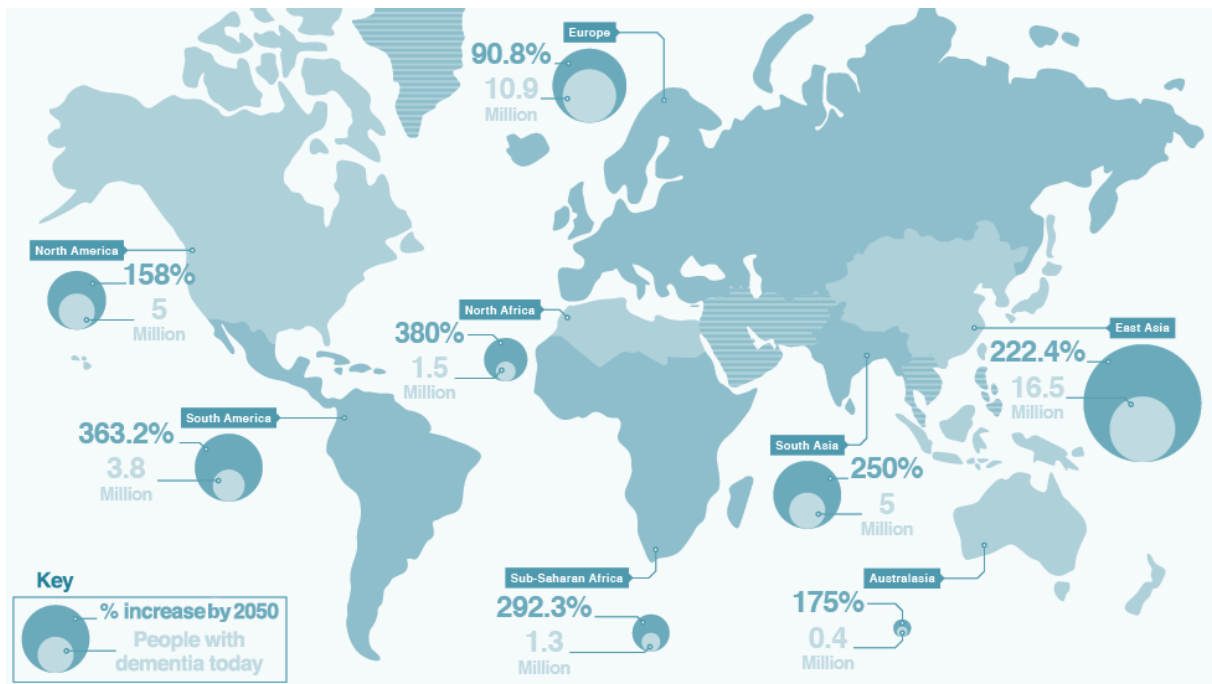 Europe
90.8%
10.9
Million
North America
158%
5
Million
North Africa
380%
1.5
Million
East Asia
222.4%
16.5
Million
South America
363.2%
3.8
Million
South Asia
250%
5
Million
Sub-Saharan Africa
292.3%
1.3
Million
Australasia
175%
0.4
Million
Key
% increase by 2050
People with
dementia today